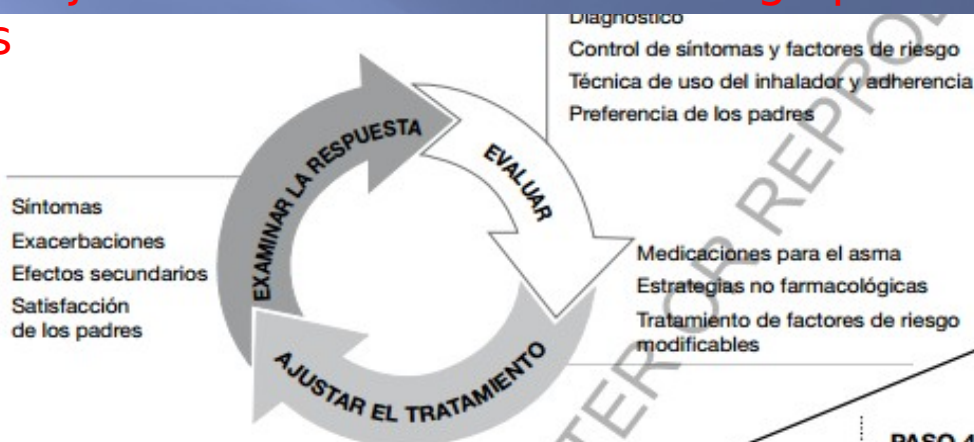 s
Diagnóstico
Control de síntomas y factores de riesgo
Técnica de uso del inhalador y adherencia
Preferencia de los padres
EXAMINAR LA RESPUESTA
EVALUAR
Síntomas
Exacerbaciones
Efectos secundarios
Satisfacción
de los padres
Medicaciones para el asma
Estrategias no farmacológicas
Tratamiento de factores de riesgo
modificables
AJUSTAR EL TRATAMIENTO
PASO 4